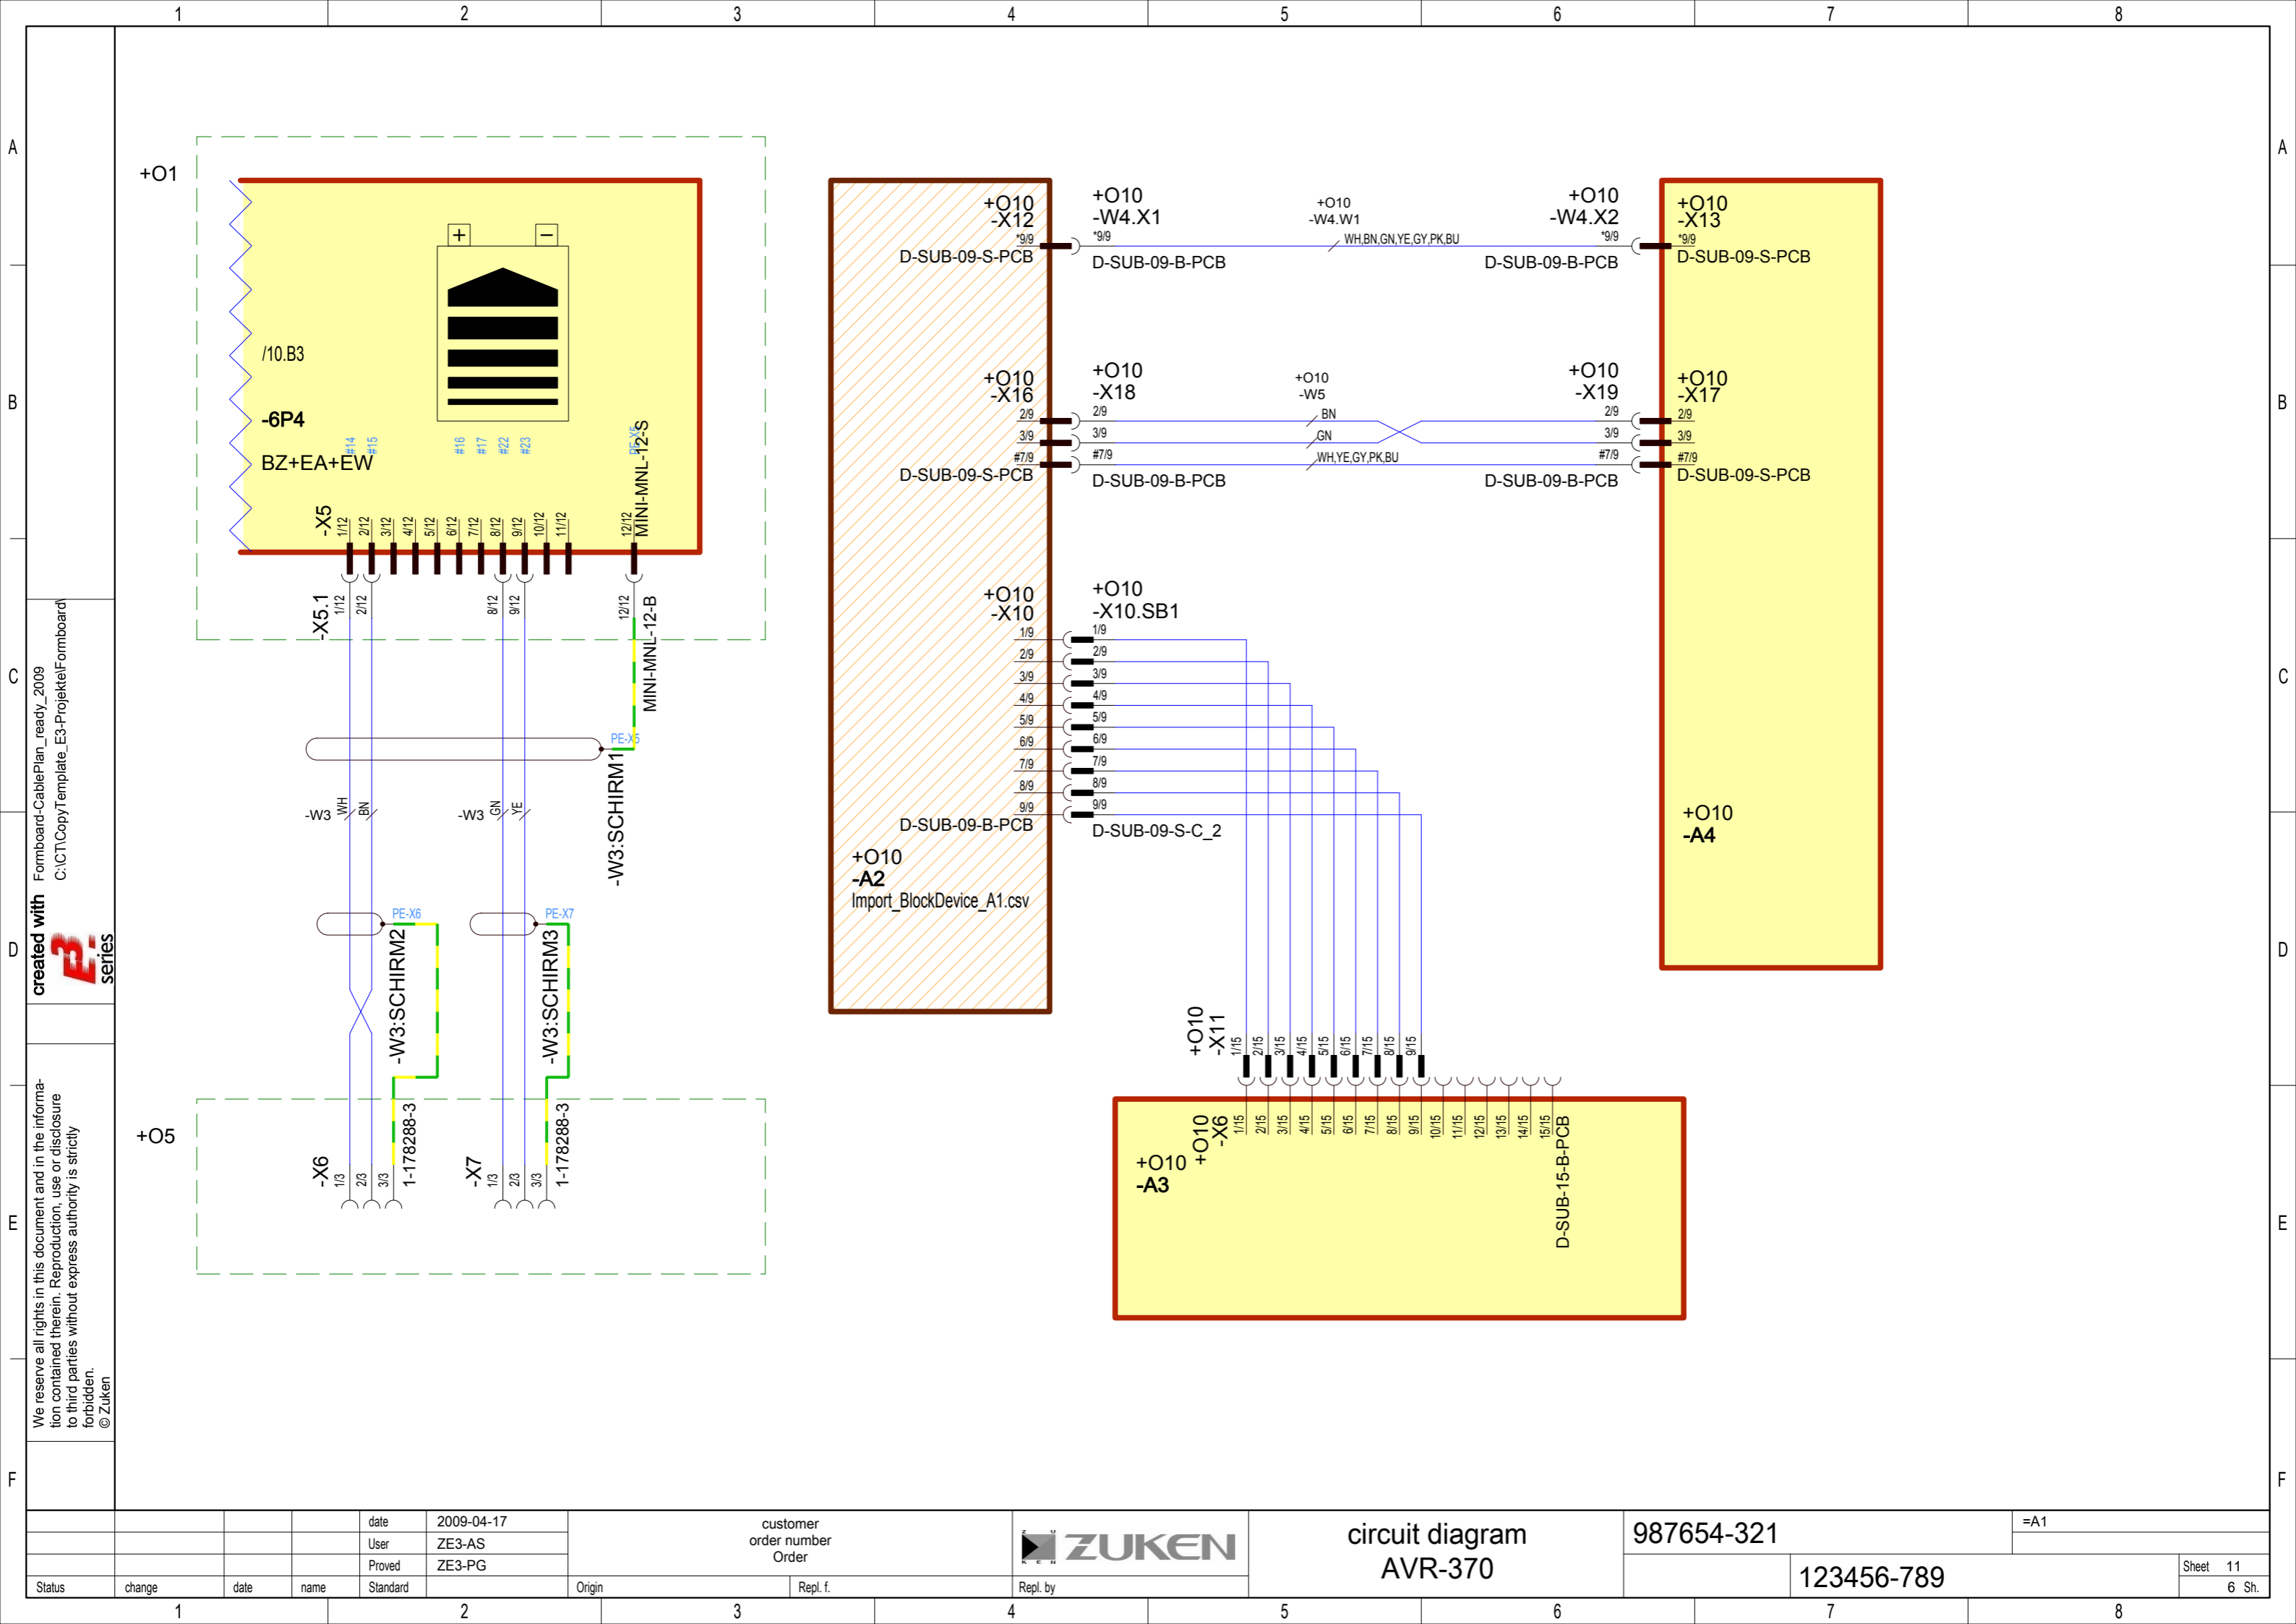 1 2 3 4 5 6 7 8
A A
B B
C C
D D
E E
F F
+O1
+ −
/10.B3
-6P4
BZ+EA+EW
#14
#15
#16
#17
#22
#23
PE-X5
MINI-MNL-12-S
-X5
1/12
2/12
3/12
4/12
5/12
6/12
7/12
8/12
9/12
10/12
11/12
12/12
-X5.1
1/12
2/12
8/12
9/12
12/12
MINI-MNL-12-B
PE-X5
-W3:SCHIRM1
-W3
WH
BN
-W3
GN
YE
PE-X6
-W3:SCHIRM2
PE-X7
-W3:SCHIRM3
+O5
-X6
1/3
2/3
3/3
1-178288-3
-X7
1/3
2/3
3/3
1-178288-3
+O10
-X12
*9/9
D-SUB-09-S-PCB
+O10
-W4.X1
*9/9
D-SUB-09-B-PCB
+O10
-W4.W1
WH,BN,GN,YE,GY,PK,BU
+O10
-W4.X2
*9/9
D-SUB-09-B-PCB
+O10
-X13
*9/9
D-SUB-09-S-PCB
+O10
-X16
2/9
3/9
#7/9
D-SUB-09-S-PCB
+O10
-X18
2/9
3/9
#7/9
D-SUB-09-B-PCB
+O10
-W5
BN
GN
WH,YE,GY,PK,BU
+O10
-X19
2/9
3/9
#7/9
D-SUB-09-B-PCB
+O10
-X17
2/9
3/9
#7/9
D-SUB-09-S-PCB
+O10
-X10
1/9
2/9
3/9
4/9
5/9
6/9
7/9
8/9
9/9
D-SUB-09-B-PCB
+O10
-X10.SB1
1/9
2/9
3/9
4/9
5/9
6/9
7/9
8/9
9/9
D-SUB-09-S-C_2
+O10
-A2
Import_BlockDevice_A1.csv
+O10
-A4
+O10
-X11
1/15
2/15
3/15
4/15
5/15
6/15
7/15
8/15
9/15
+O10
-X6
1/15
2/15
3/15
4/15
5/15
6/15
7/15
8/15
9/15
10/15
11/15
12/15
13/15
14/15
15/15
D-SUB-15-B-PCB
+O10
-A3
Formboard-CablePlan_ready_2009
C:\CT\CopyTemplate_E3-Projekte\Formboard\
created with
E3.
series
We reserve all rights in this document and in the informa-
tion contained therein. Reproduction, use or disclosure
to third parties without express authority is strictly
forbidden.
© Zuken
date 2009-04-17
User ZE3-AS
Proved ZE3-PG
Status change date name Standard
customer
order number
Order
Origin Repl. f. Repl. by
ZUKEN
ZUKEN
circuit diagram
AVR-370
987654-321
=A1
123456-789
Sheet 11
6 Sh.
1 2 3 4 5 6 7 8